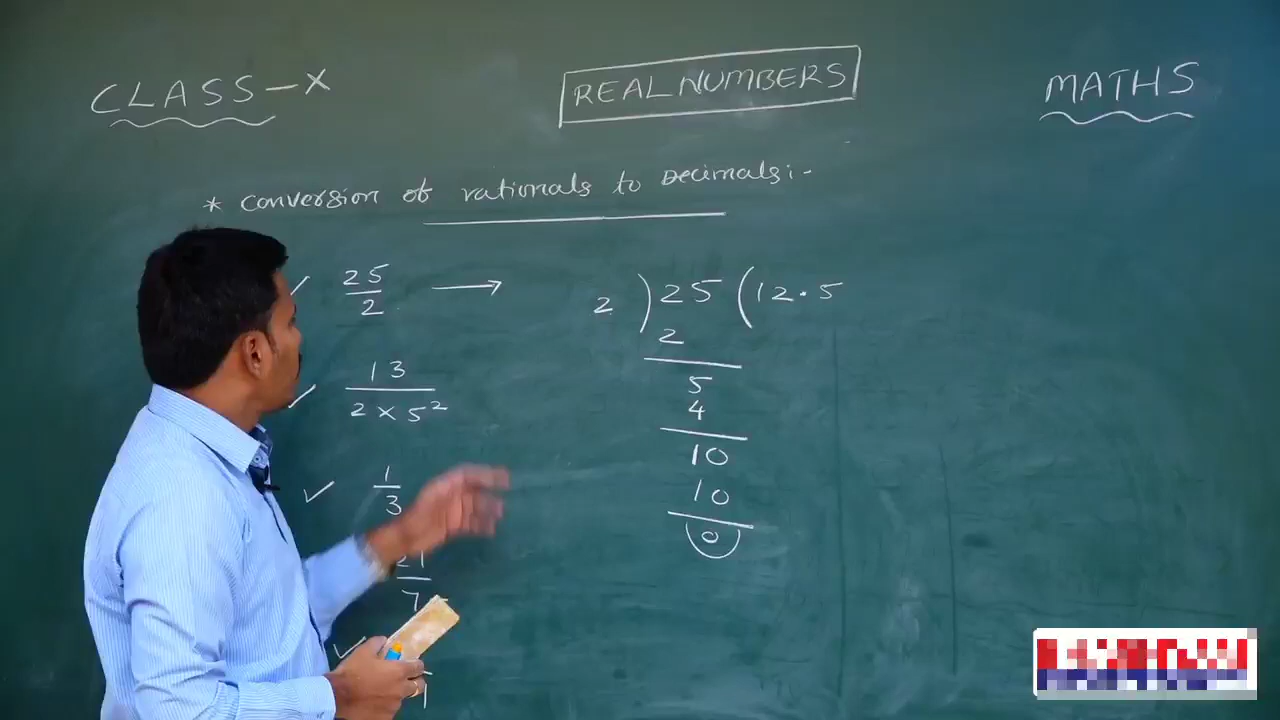 CLASS-X
REAL NUMBERS
MATHS
* conversion of rationals to Decimals:-
✓ 25/2 → 2 ) 25 ( 12.5
2
5
4
10
10
0
✓ 13/(2 × 5²)
✓ 1/3